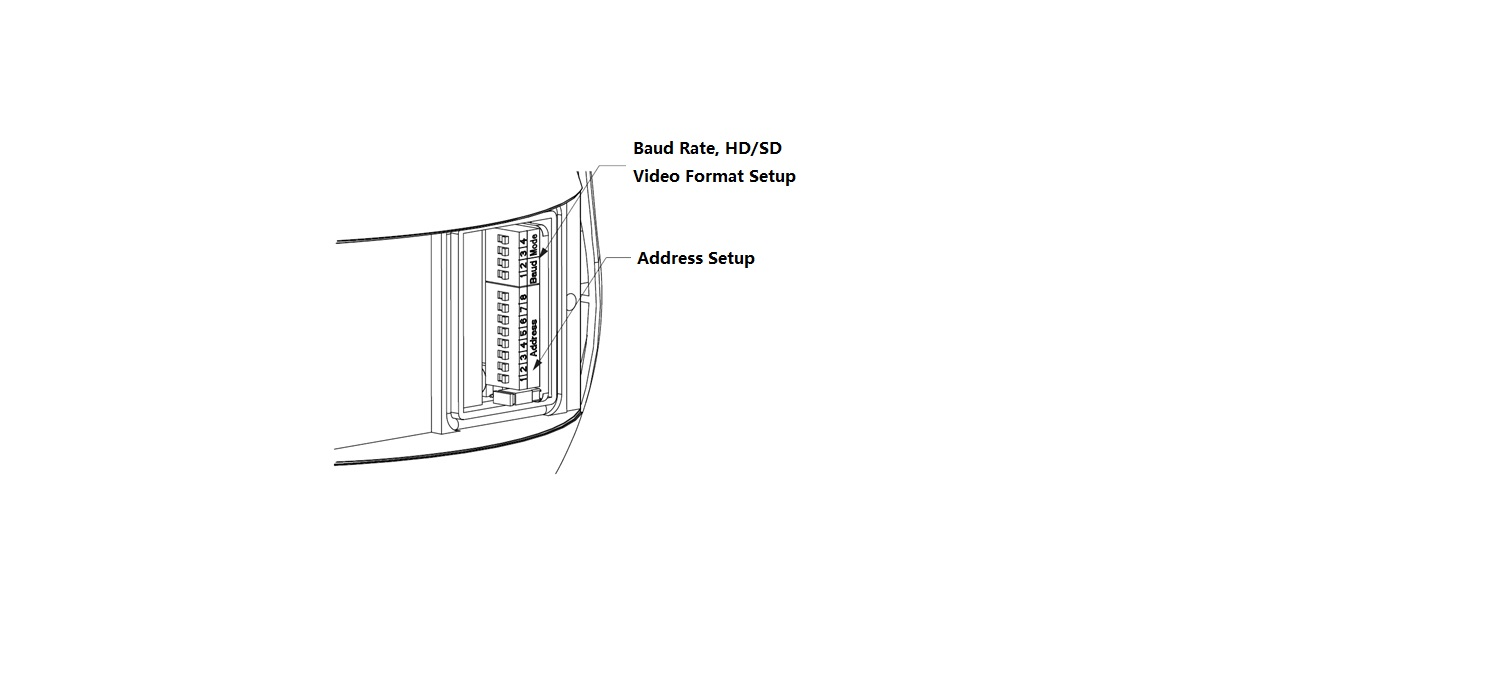 Baud Rate, HD/SD
Video Format Setup
Address Setup
1 2 3 4
Baud Mode
1 2 3 4 5 6 7 8
Address